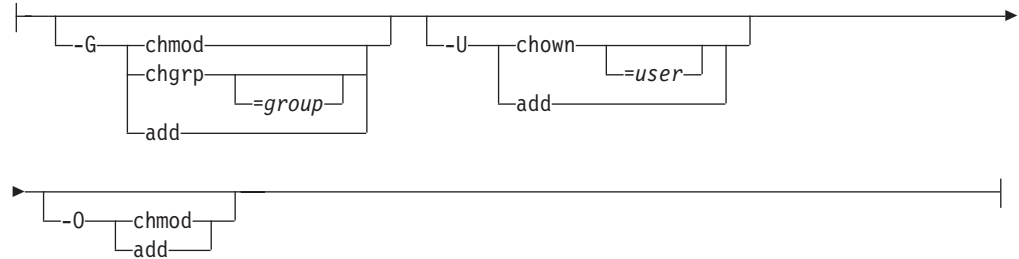 -G chmod -U chown
chgrp =user
=group add
add
-O chmod
add